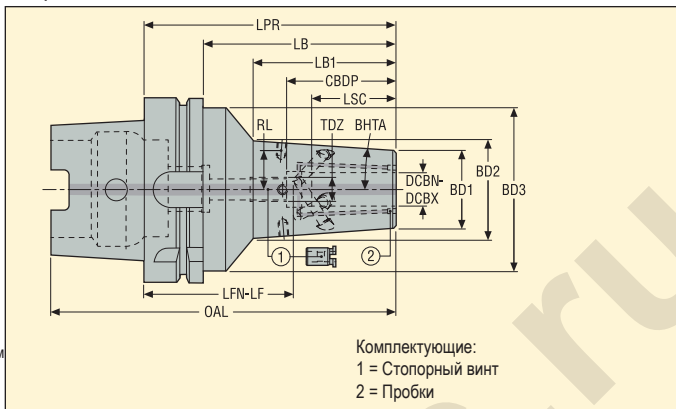 LPR
LB
LB1
CBDP
LSC
RL TDZ BHTA
DCBN-
DCBX
BD1
BD2
BD3
1
2
LFN-LF
OAL
м
Комплектующие:
1 = Стопорный винт
2 = Пробки